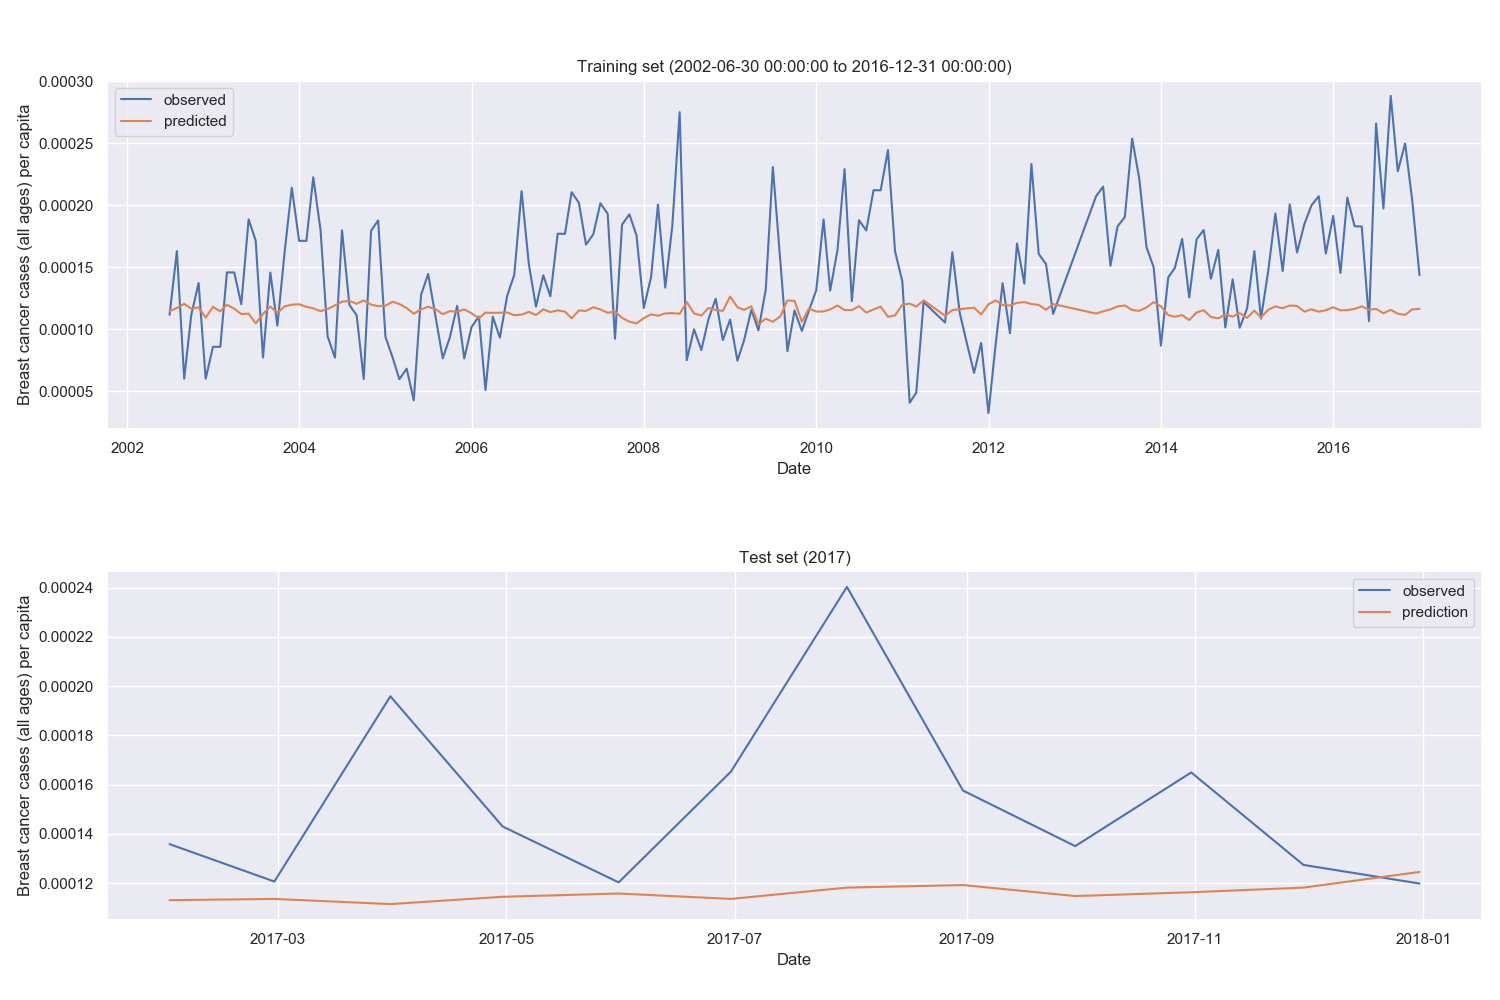 Training set (2002-06-30 00:00:00 to 2016-12-31 00:00:00)
Breast cancer cases (all ages) per capita
0.00030
0.00025
0.00020
0.00015
0.00010
0.00005
observed
predicted
2002 2004 2006 2008 2010 2012 2014 2016
Date
Test set (2017)
Breast cancer cases (all ages) per capita
0.00024
0.00022
0.00020
0.00018
0.00016
0.00014
0.00012
observed
prediction
2017-03 2017-05 2017-07 2017-09 2017-11 2018-01
Date